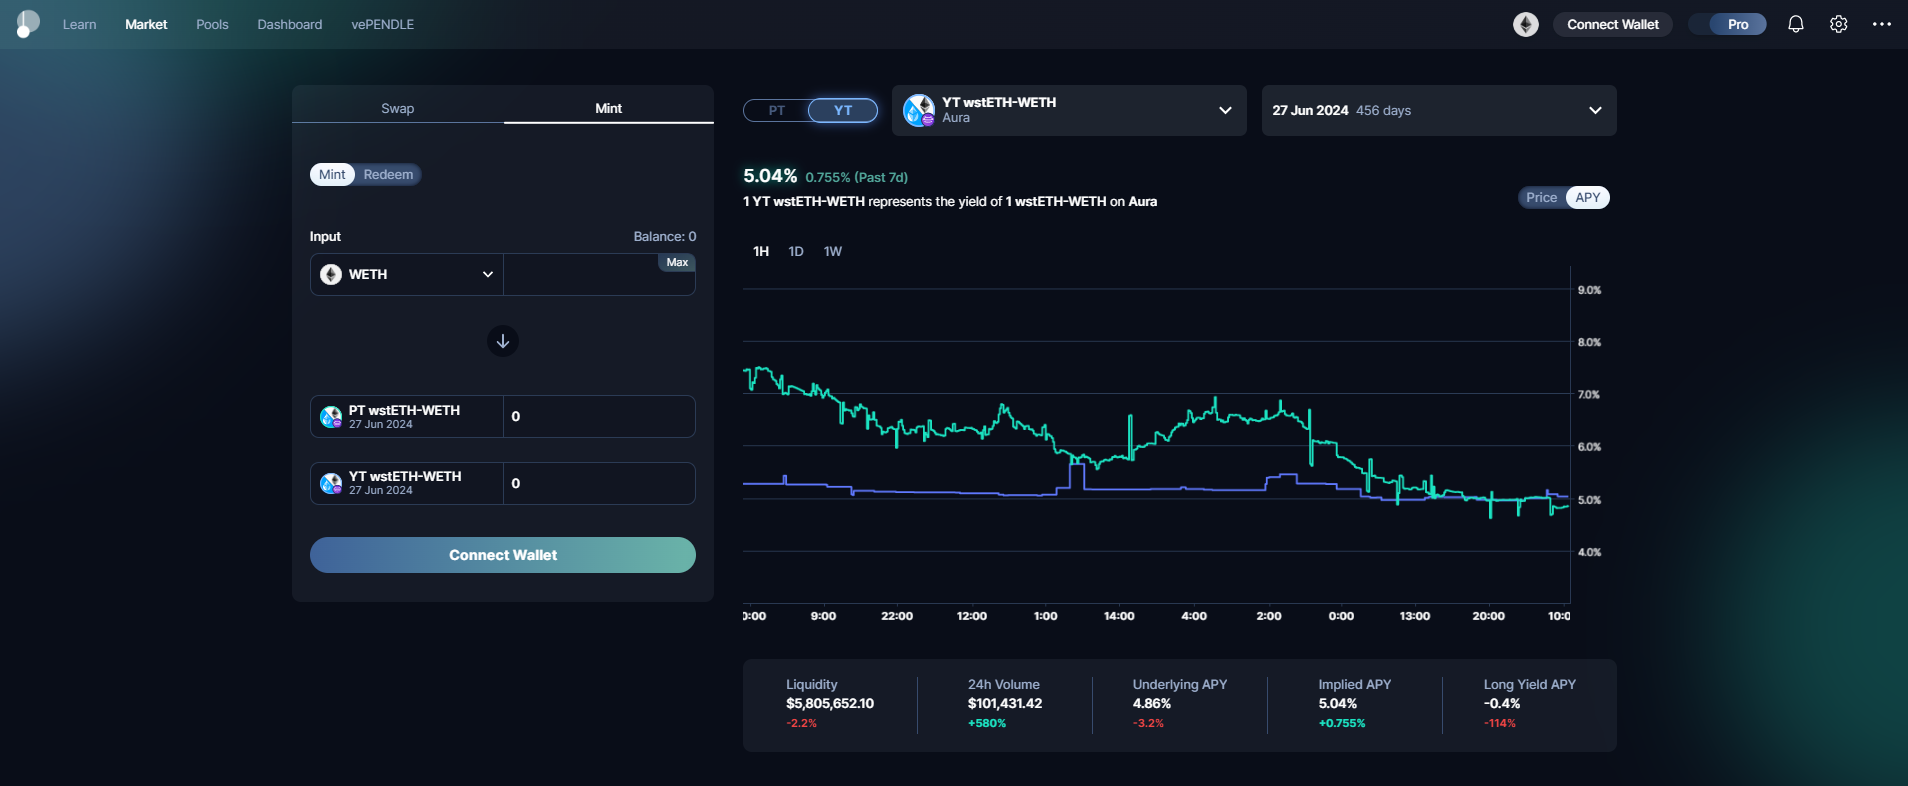 Learn
Market
Pools
Dashboard
vePENDLE
Connect Wallet
Pro
Swap
Mint
Mint
Redeem
Input
Balance: 0
WETH
Max
PT wstETH-WETH
27 Jun 2024
0
YT wstETH-WETH
27 Jun 2024
0
Connect Wallet
PT
YT
YT wstETH-WETH
Aura
27 Jun 2024 456 days
5.04% 0.755% (Past 7d)
1 YT wstETH-WETH represents the yield of 1 wstETH-WETH on Aura
Price
APY
1H
1D
1W
9.0%
8.0%
7.0%
6.0%
5.0%
4.0%
0:00
9:00
22:00
12:00
1:00
14:00
4:00
2:00
0:00
13:00
20:00
10:0
Liquidity
$5,805,652.10
-2.2%
24h Volume
$101,431.42
+580%
Underlying APY
4.86%
-3.2%
Implied APY
5.04%
+0.755%
Long Yield APY
-0.4%
-114%